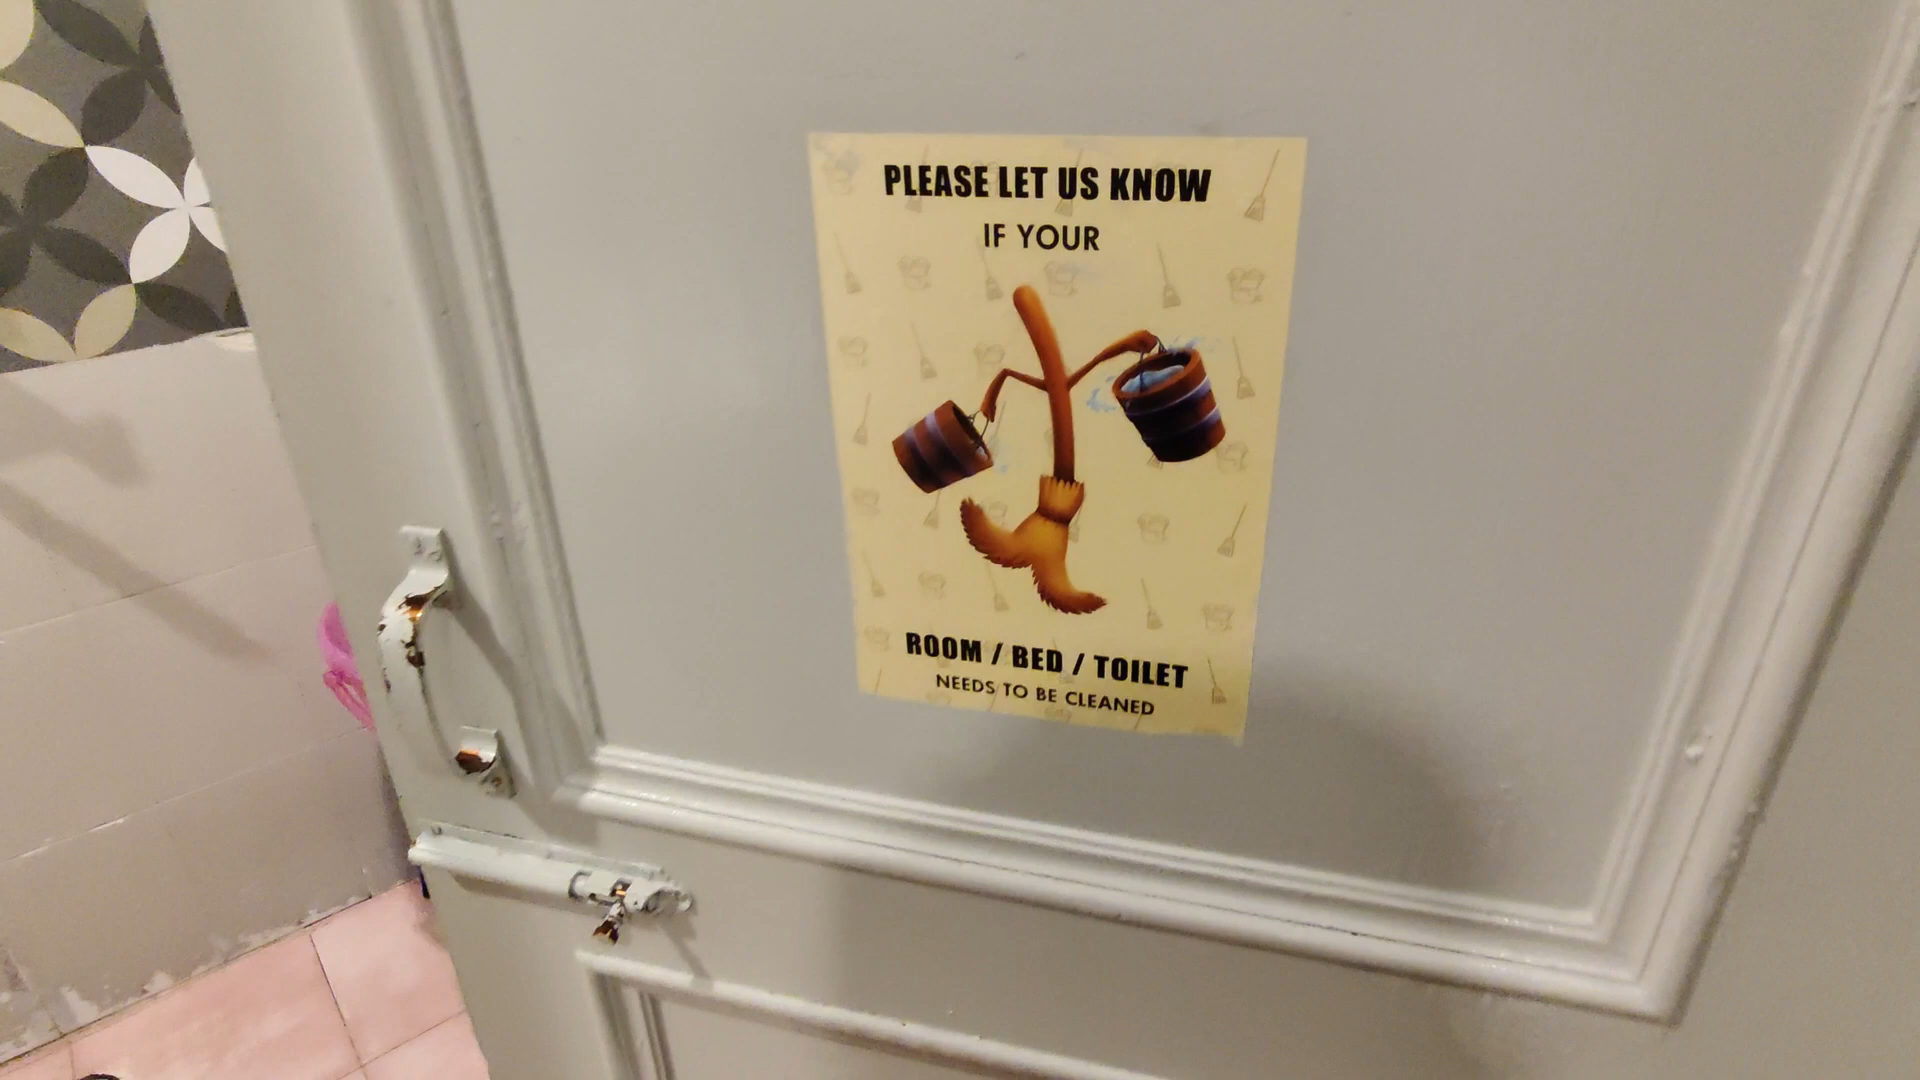 PLEASE LET US KNOW
IF YOUR
ROOM / BED / TOILET
NEEDS TO BE CLEANED